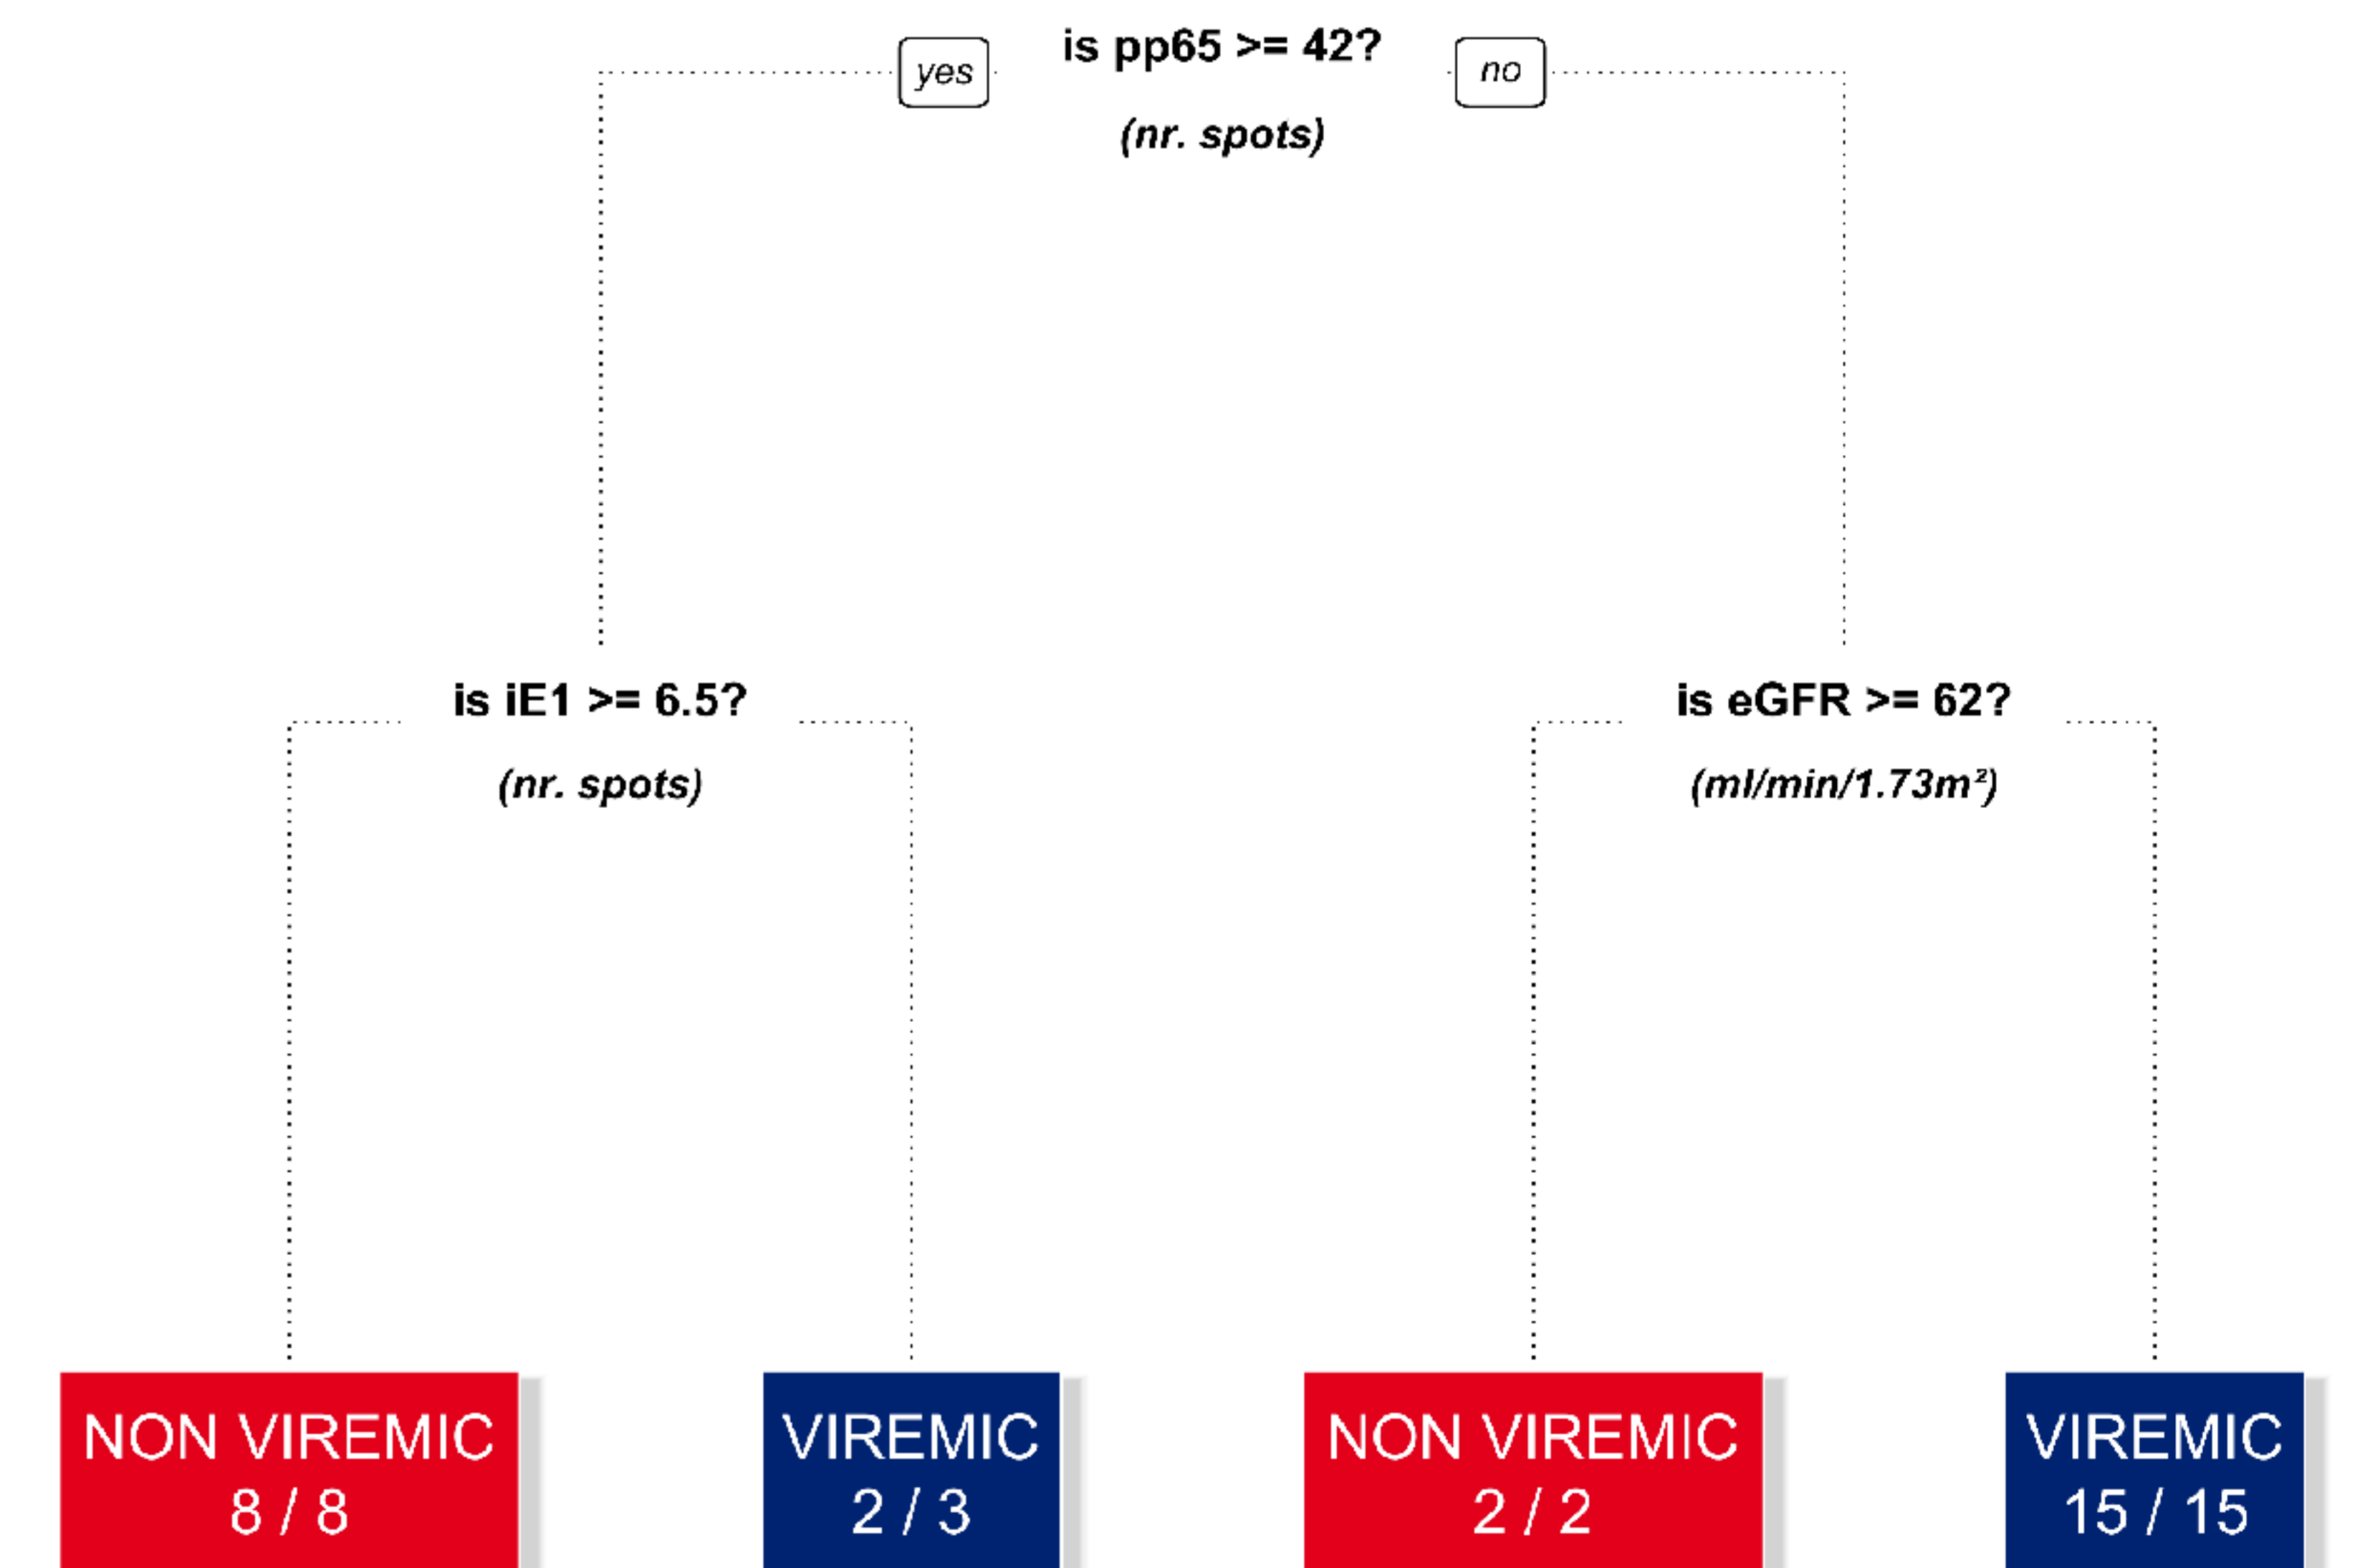 is pp65 >= 42?
yes
no
(nr. spots)
is iE1 >= 6.5?
(nr. spots)
is eGFR >= 62?
(ml/min/1.73m²)
NON VIREMIC
8 / 8
VIREMIC
2 / 3
NON VIREMIC
2 / 2
VIREMIC
15 / 15